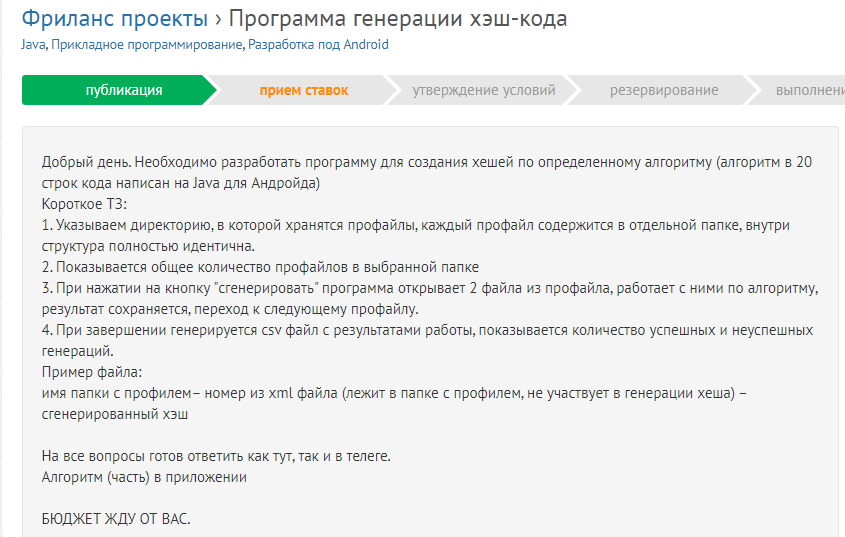 Фриланс проекты › Программа генерации хэш-кода
Java, Прикладное программирование, Разработка под Android
публикация прием ставок утверждение условий резервирование выполнени
Добрый день. Необходимо разработать программу для создания хешей по определенному алгоритму (алгоритм в 20
строк кода написан на Java для Андройда)
Короткое ТЗ:
1. Указываем директорию, в которой хранятся профайлы, каждый профайл содержится в отдельной папке, внутри
структура полностью идентична.
2. Показывается общее количество профайлов в выбранной папке
3. При нажатии на кнопку "сгенерировать" программа открывает 2 файла из профайла, работает с ними по алгоритму,
результат сохраняется, переход к следующему профайлу.
4. При завершении генерируется csv файл с результатами работы, показывается количество успешных и неуспешных
генераций.
Пример файла:
имя папки с профилем– номер из xml файла (лежит в папке с профилем, не участвует в генерации хеша) –
сгенерированный хэш
На все вопросы готов ответить как тут, так и в телеге.
Алгоритм (часть) в приложении
БЮДЖЕТ ЖДУ ОТ ВАС.